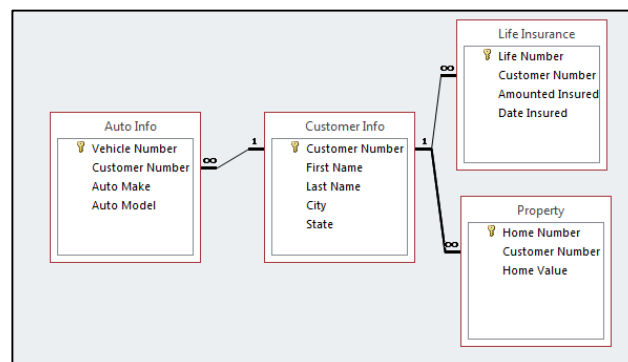 Auto Info
Vehicle Number
Customer Number
Auto Make
Auto Model
∞
1
Customer Info
Customer Number
First Name
Last Name
City
State
1
∞
Life Insurance
Life Number
Customer Number
Amounted Insured
Date Insured
∞
Property
Home Number
Customer Number
Home Value